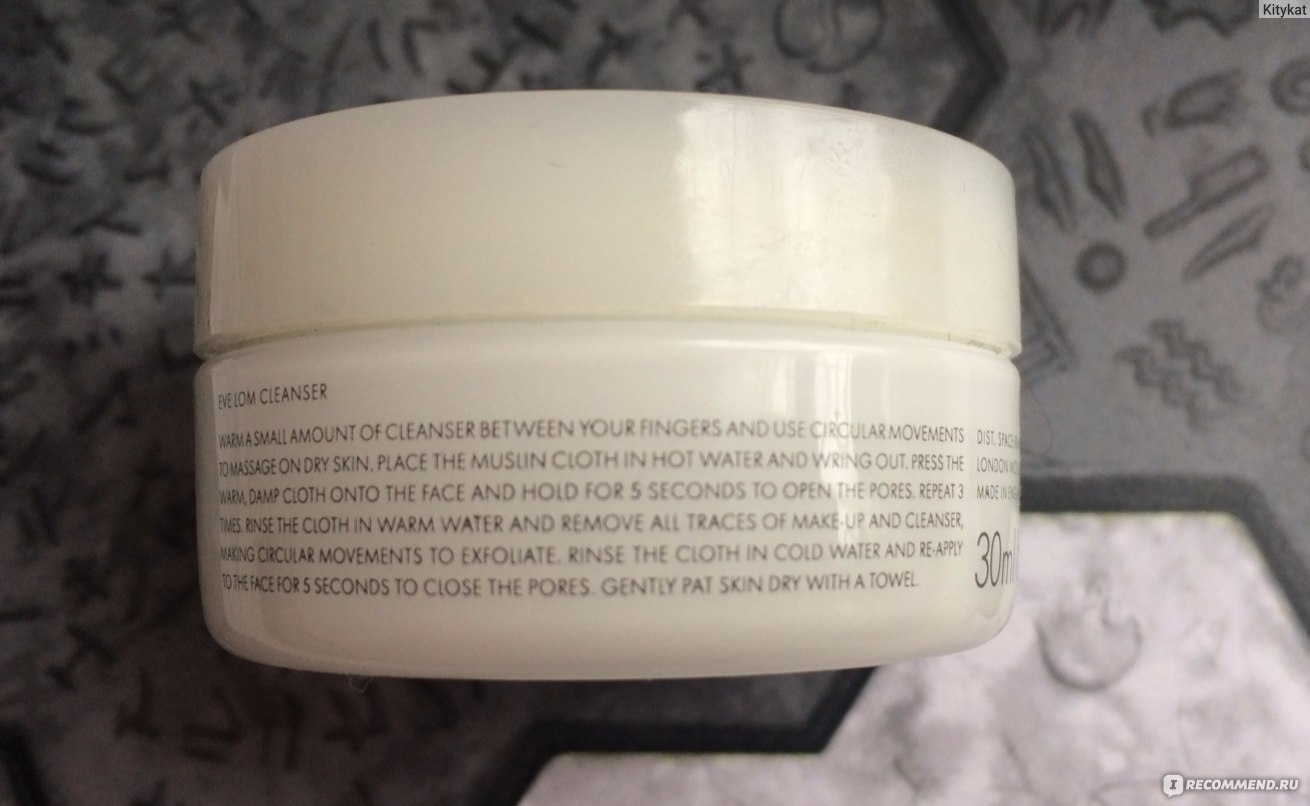 Kitykat
EVE LOM CLEANSER
WARM A SMALL AMOUNT OF CLEANSER BETWEEN YOUR FINGERS AND USE CIRCULAR MOVEMENTS
TO MASSAGE ON DRY SKIN. PLACE THE MUSLIN CLOTH IN HOT WATER AND WRING OUT. PRESS THE
WARM, DAMP CLOTH ONTO THE FACE AND HOLD FOR 5 SECONDS TO OPEN THE PORES. REPEAT 3
TIMES. RINSE THE CLOTH IN WARM WATER AND REMOVE ALL TRACES OF MAKE-UP AND CLEANSER,
MAKING CIRCULAR MOVEMENTS TO EXFOLIATE. RINSE THE CLOTH IN COLD WATER AND RE-APPLY
TO THE FACE FOR 5 SECONDS TO CLOSE THE PORES. GENTLY PAT SKIN DRY WITH A TOWEL.
DIST. SPACE
LONDON
MADE IN
30ml
I RECOMMEND.RU